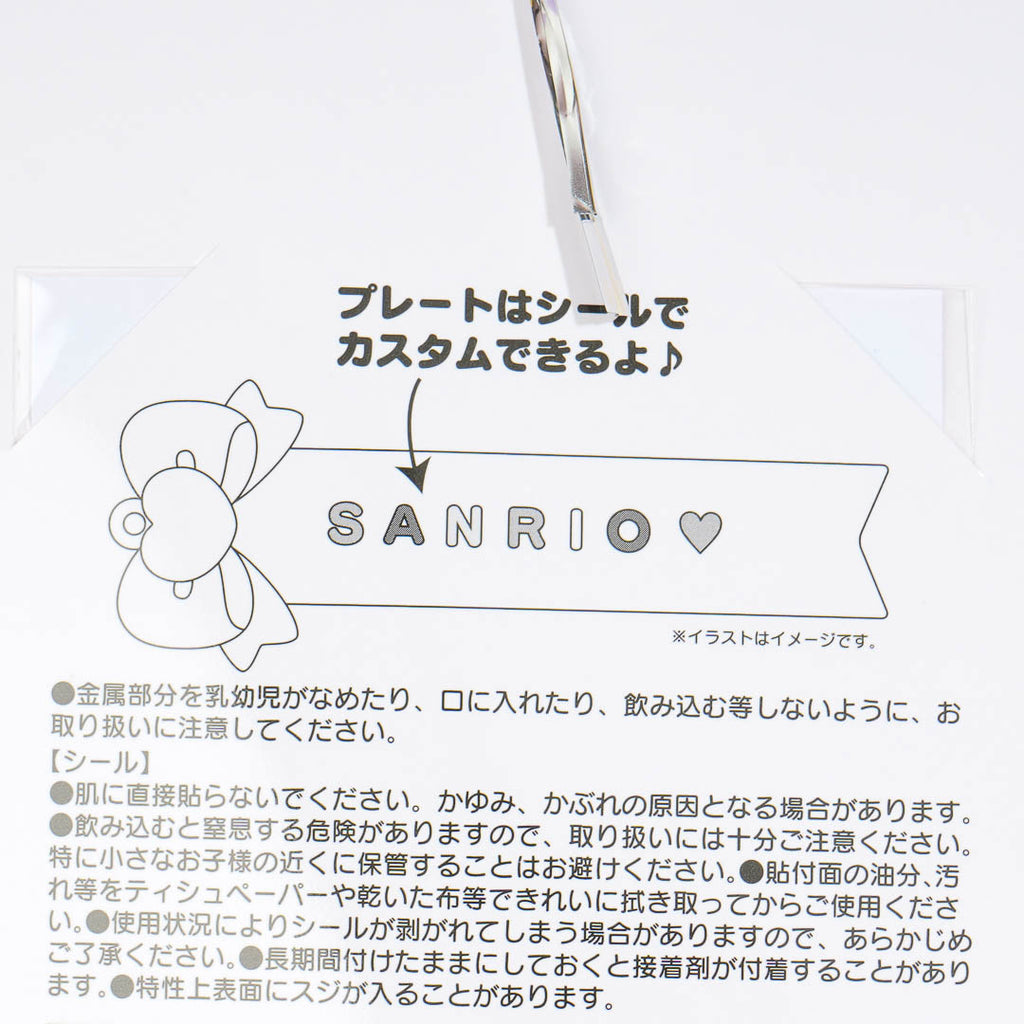 プレートはシールで
カスタムできるよ♪
SANRIO♥
※イラストはイメージです。
●金属部分を乳幼児がなめたり、口に入れたり、飲み込む等しないように、お
取り扱いに注意してください。
【シール】
●肌に直接貼らないでください。かゆみ、かぶれの原因となる場合があります。
●飲み込むと窒息する危険がありますので、取り扱いには十分ご注意ください。
特に小さなお子様の近くに保管することはお避けください。●貼付面の油分、汚
れ等をティシュペーパーや乾いた布等できれいに拭き取ってからご使用くださ
い。●使用状況によりシールが剥がれてしまう場合がありますので、あらかじめ
ご了承ください。●長期間付けたままにしておくと接着剤が付着することがあり
ます。●特性上表面にスジが入ることがあります。